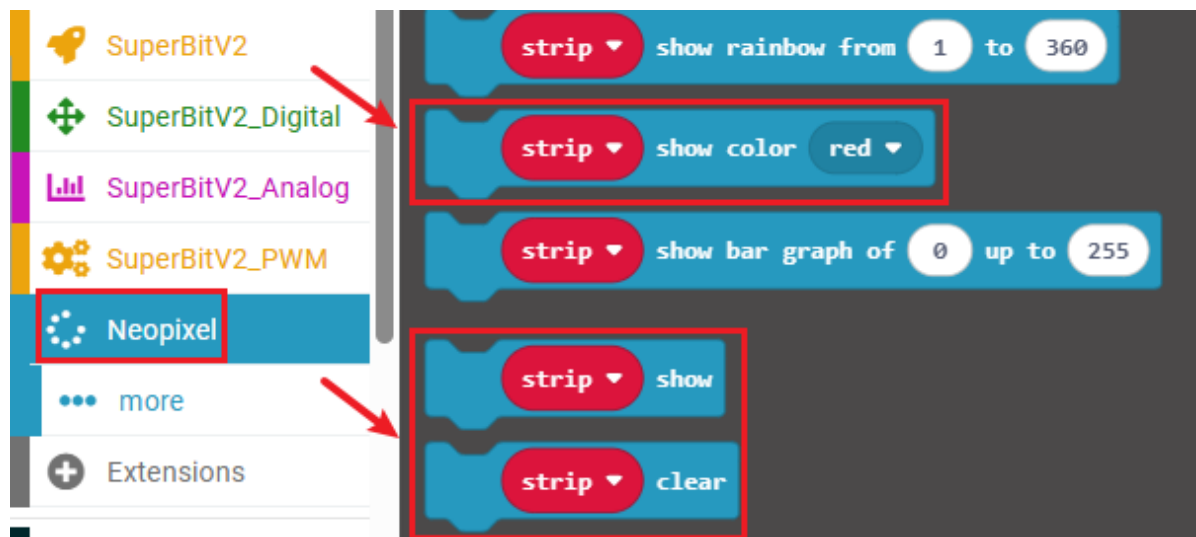 SuperBitV2
SuperBitV2_Digital
SuperBitV2_Analog
SuperBitV2_PWM
Neopixel
more
Extensions
strip show rainbow from 1 to 360
strip show color red
strip show bar graph of 0 up to 255
strip show
strip clear